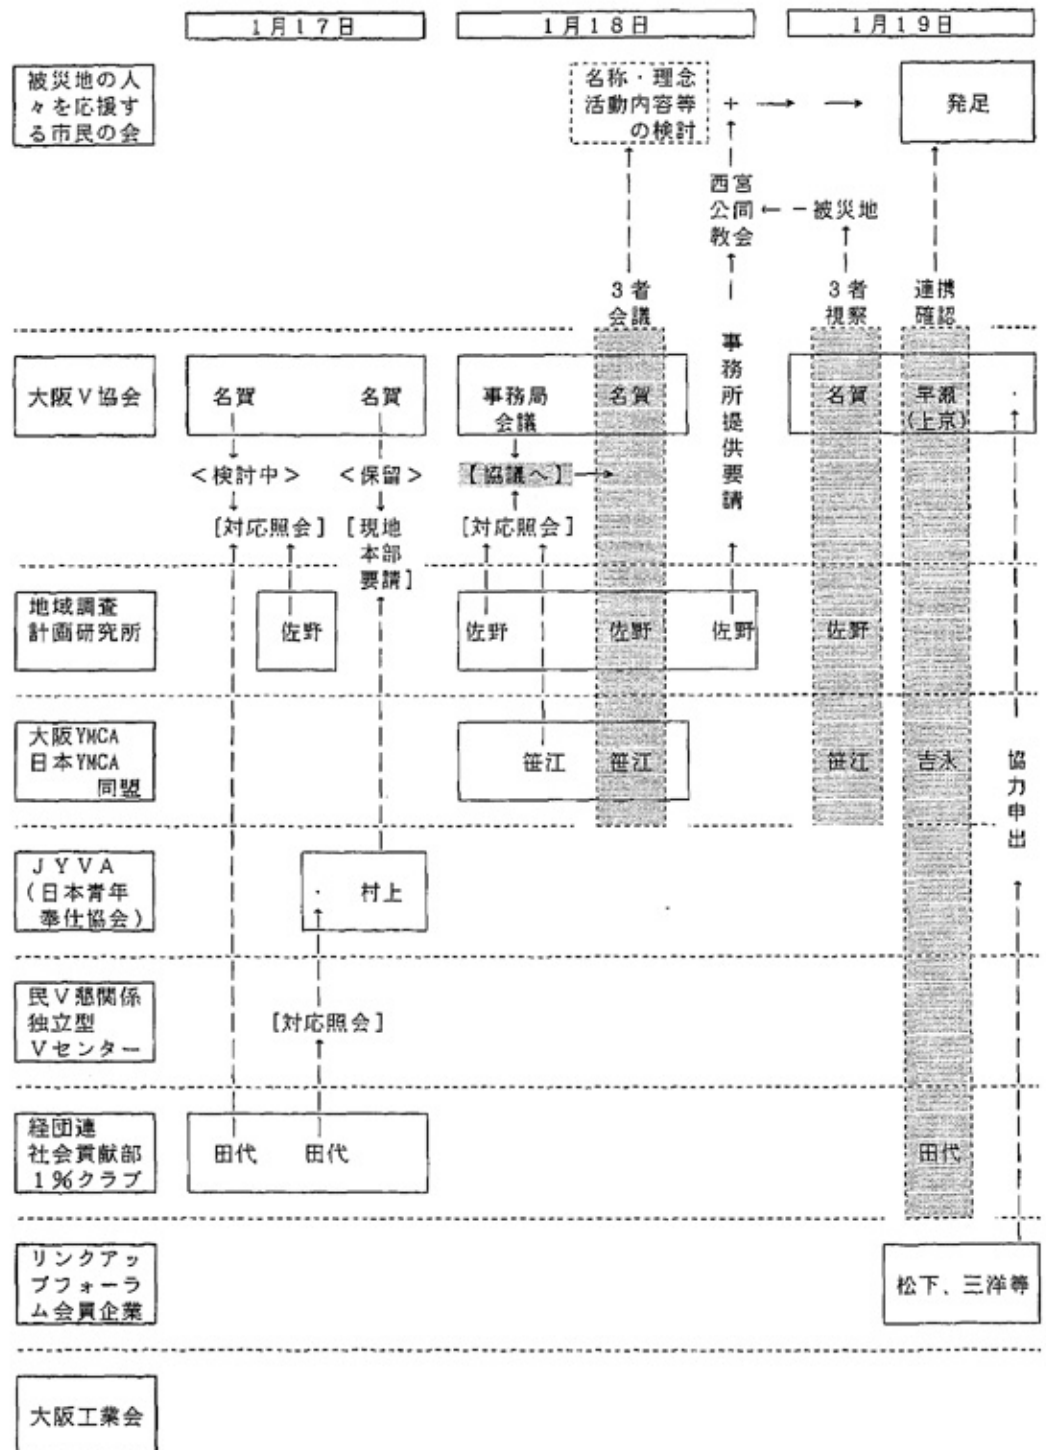 1月17日
1月18日
1月19日
被災地の人
々を応援す
る市民の会
名称・理念
活動内容等
の検討
＋
発足
西宮
公同
教会
被災地
3者
会議
3者
視察
連携
確認
大阪V協会
名賀
名賀
事務局
会議
名賀
事務所提供要請
名賀
早瀬
(上京)
・
<検討中>
<保留>
【協議へ】
[対応照会]
[現地
本部
要請]
[対応照会]
地域調査
計画研究所
佐野
佐野
佐野
佐野
佐野
大阪YMCA
日本YMCA
同盟
笹江
笹江
笹江
吉永
協力申出
JYVA
(日本青年
奉仕協会)
・
村上
民V懇関係
独立型
Vセンター
[対応照会]
経団連
社会貢献部
1%クラブ
田代
田代
田代
リンクアッ
プフォーラ
ム会員企業
松下、三洋等
大阪工業会